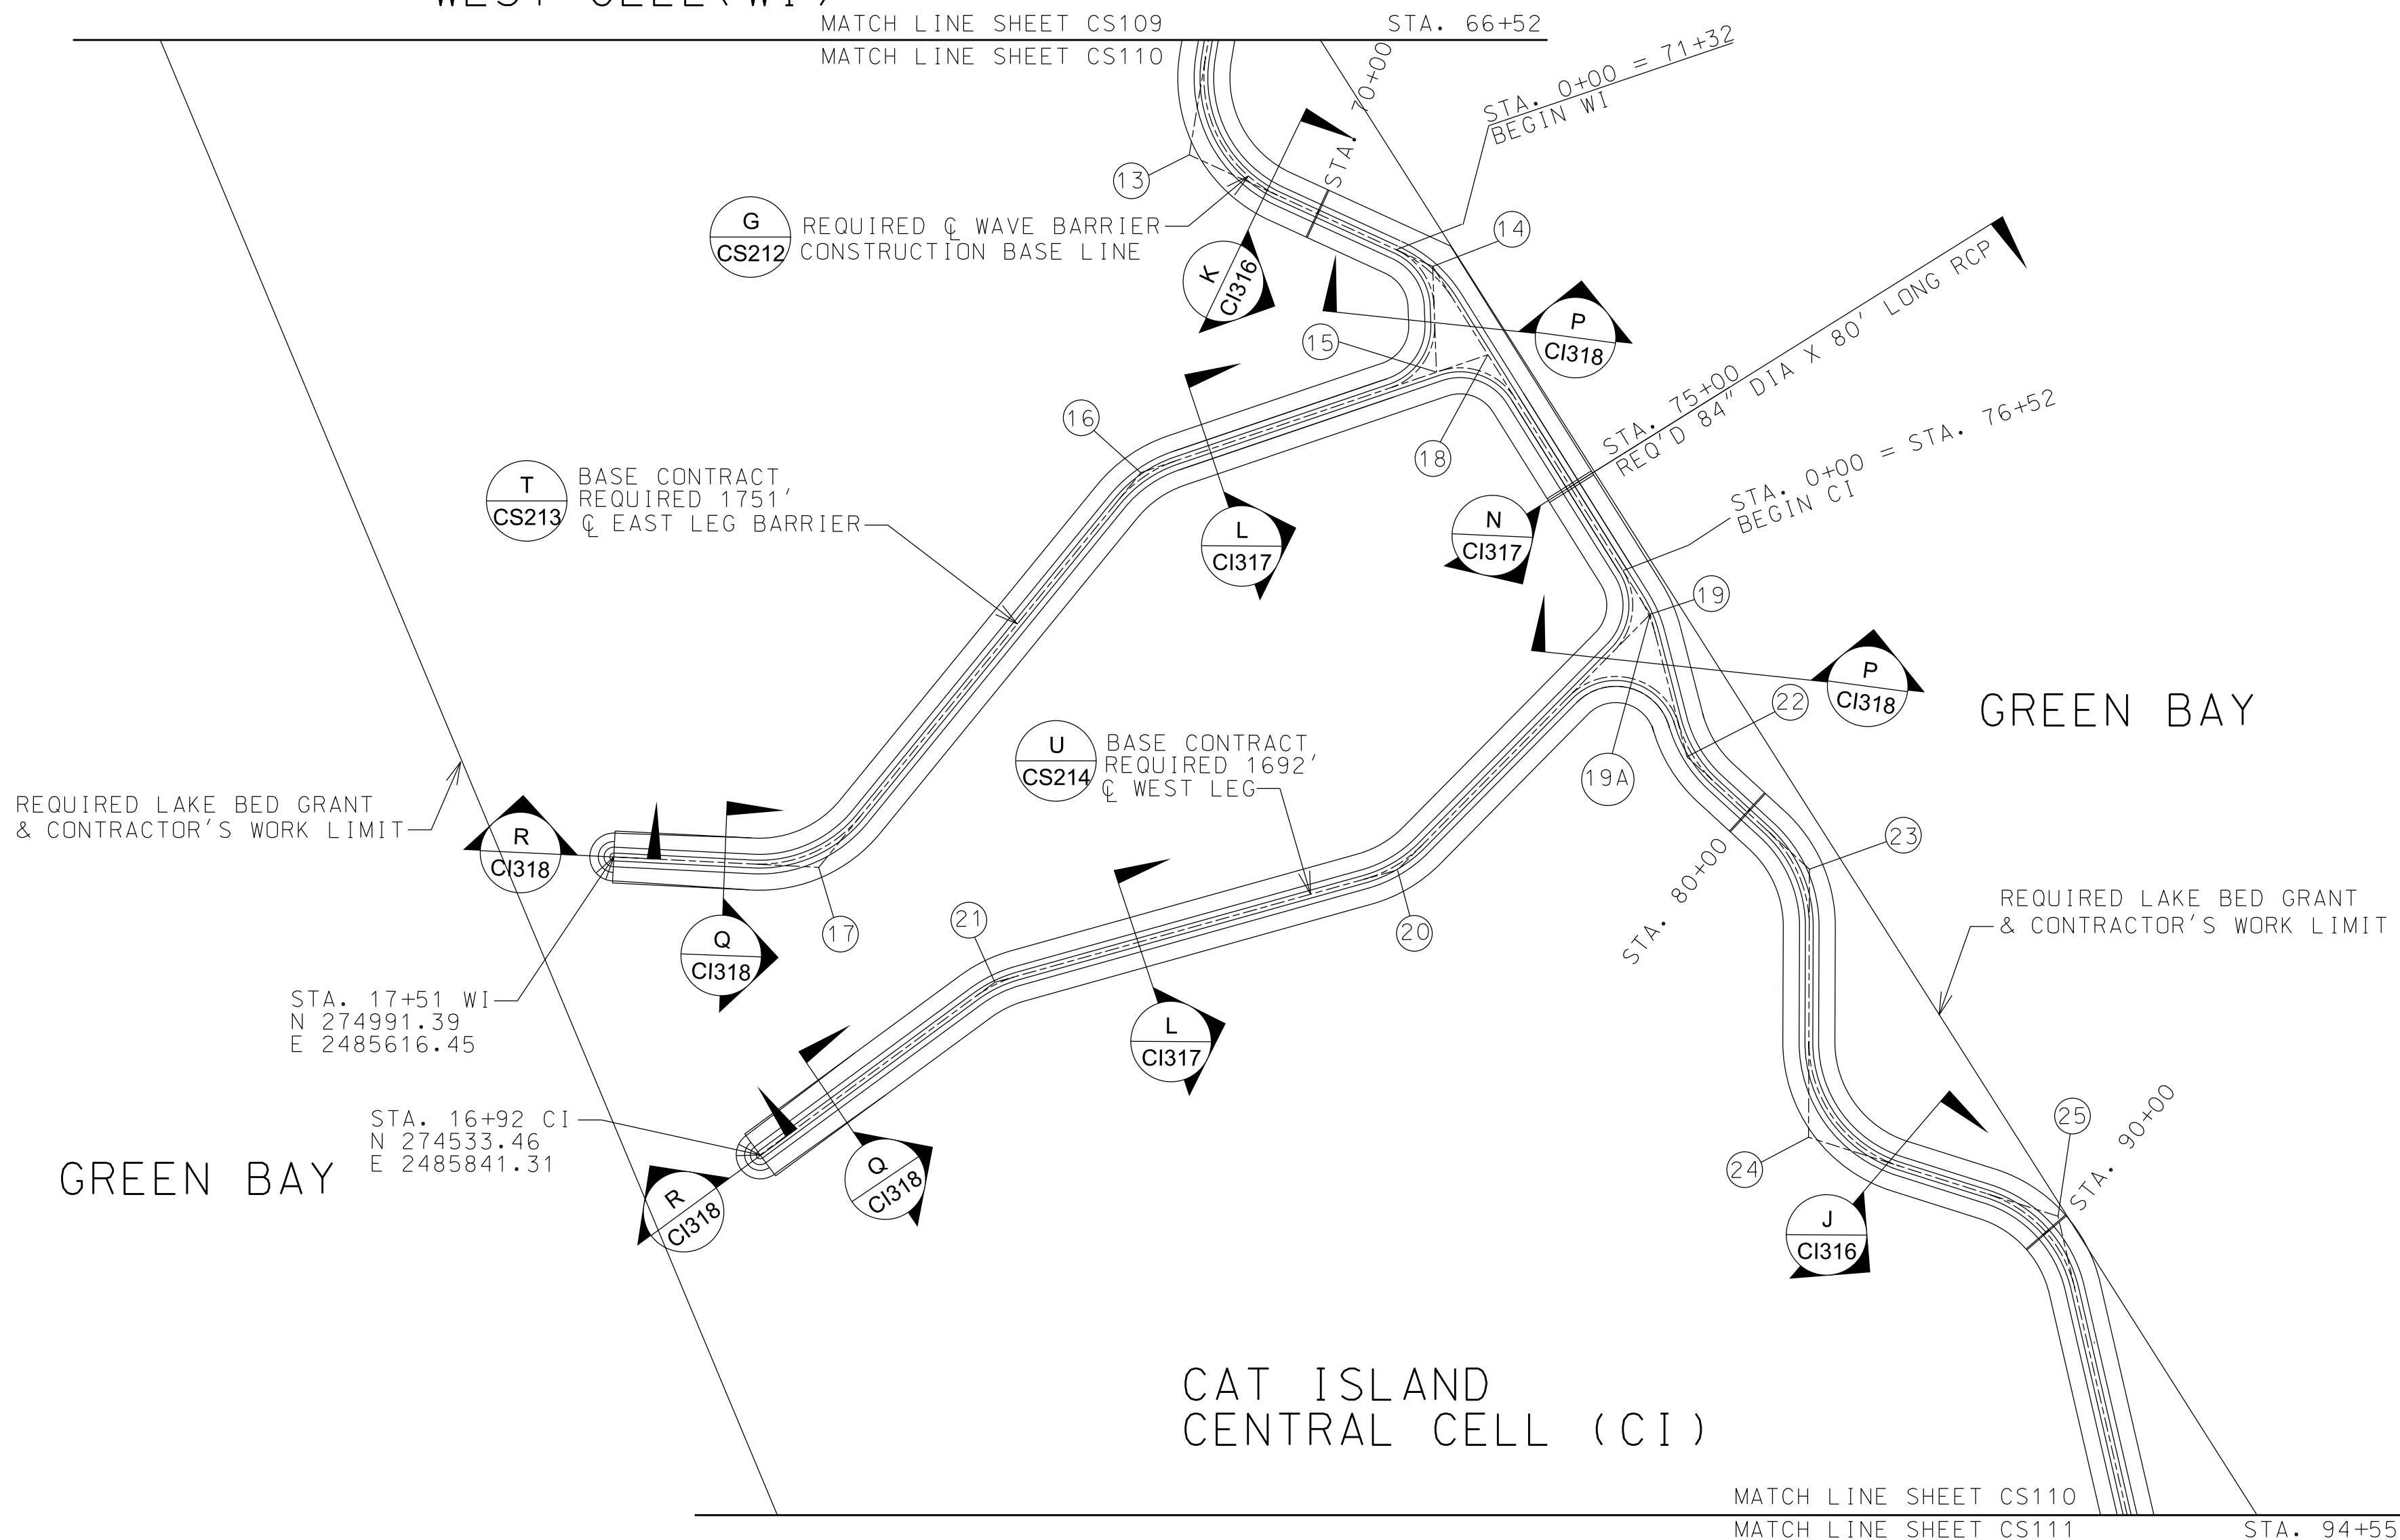 MATCH LINE SHEET CS109 STA. 66+52
MATCH LINE SHEET CS110
STA. 70+00
STA. 0+00 = 71+32
BEGIN WI
13
G
CS212
REQUIRED ℄ WAVE BARRIER
CONSTRUCTION BASE LINE
K
CI316
14
P
CI318
15
STA. 75+00
REQ'D 84" DIA X 80' LONG RCP
16
18
STA. 0+00 = STA. 76+52
BEGIN CI
T
CS213
BASE CONTRACT
REQUIRED 1751'
℄ EAST LEG BARRIER
L
CI317
N
CI317
19
P
CI318
22
GREEN BAY
U
CS214
BASE CONTRACT
REQUIRED 1692'
℄ WEST LEG
19A
REQUIRED LAKE BED GRANT
& CONTRACTOR'S WORK LIMIT
R
CI318
STA. 80+00
23
REQUIRED LAKE BED GRANT
& CONTRACTOR'S WORK LIMIT
Q
CI318
17
21
20
STA. 17+51 WI
N 274991.39
E 2485616.45
L
CI317
STA. 16+92 CI
N 274533.46
E 2485841.31
GREEN BAY
R
CI318
Q
CI318
24
25
STA. 90+00
J
CI316
CAT ISLAND
CENTRAL CELL (CI)
MATCH LINE SHEET CS110
MATCH LINE SHEET CS111 STA. 94+55